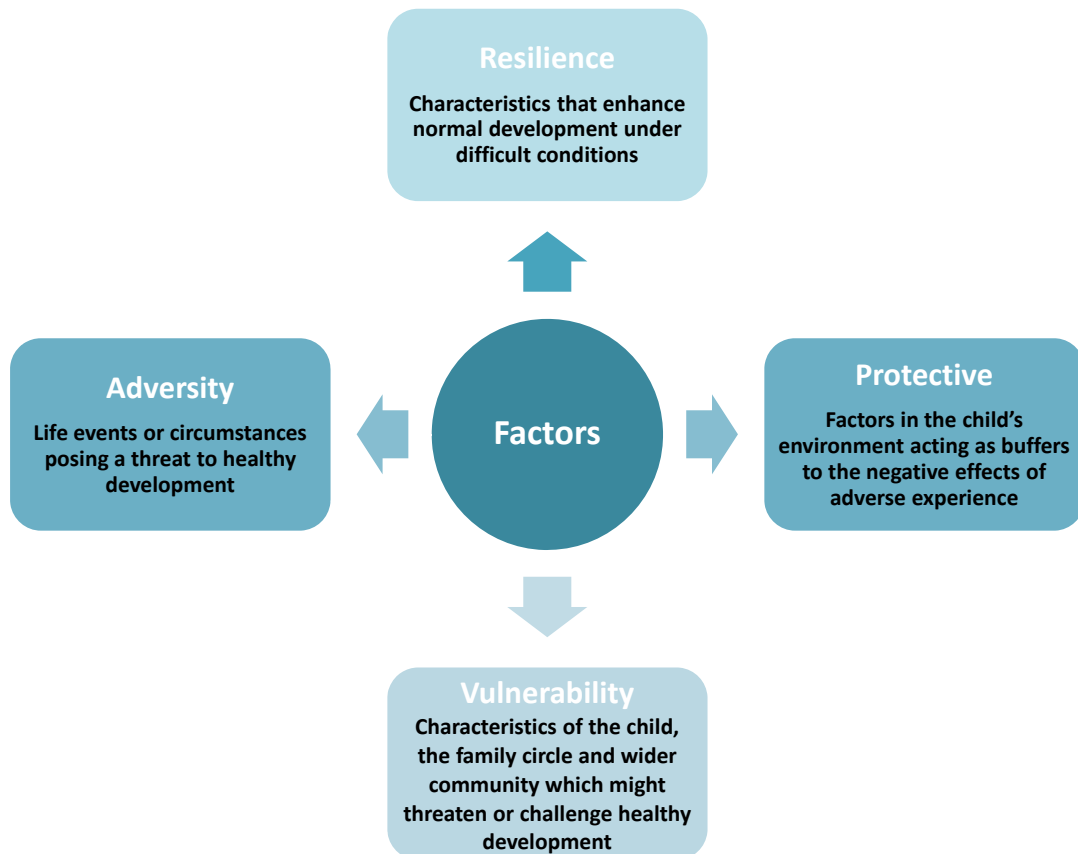 Resilience
Characteristics that enhance
normal development under
difficult conditions
Adversity
Life events or circumstances
posing a threat to healthy
development
Factors
Protective
Factors in the child’s
environment acting as buffers
to the negative effects of
adverse experience
Vulnerability
Characteristics of the child,
the family circle and wider
community which might
threaten or challenge healthy
development